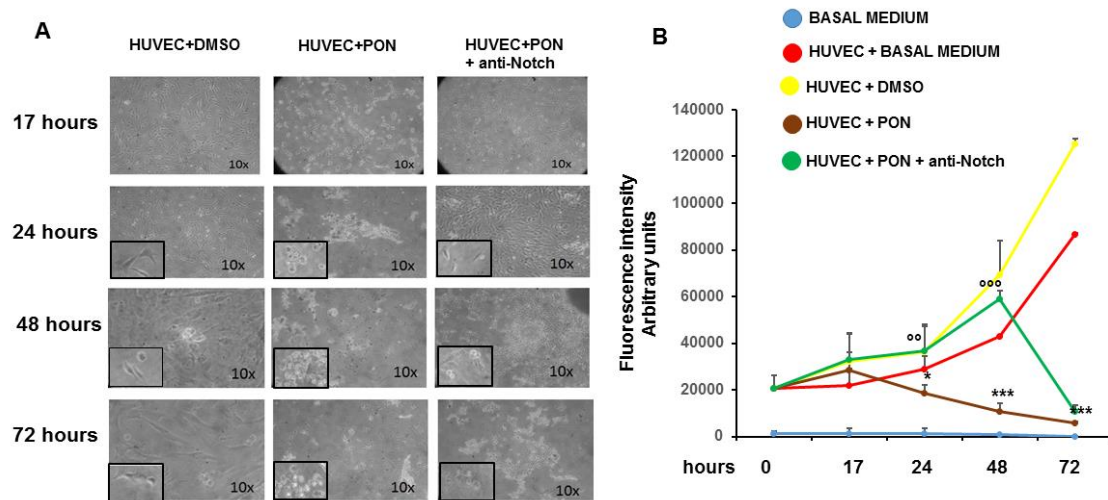 A
HUVEC+DMSO
HUVEC+PON
HUVEC+PON
+ anti-Notch
17 hours
10x
10x
10x
24 hours
10x
10x
10x
48 hours
10x
10x
10x
72 hours
10x
10x
10x
B
BASAL MEDIUM
HUVEC + BASAL MEDIUM
HUVEC + DMSO
HUVEC + PON
HUVEC + PON + anti-Notch
Fluorescence intensity
Arbitrary units
140000
120000
100000
80000
60000
40000
20000
0
°°
°°°
*
***
***
hours
0
17
24
48
72